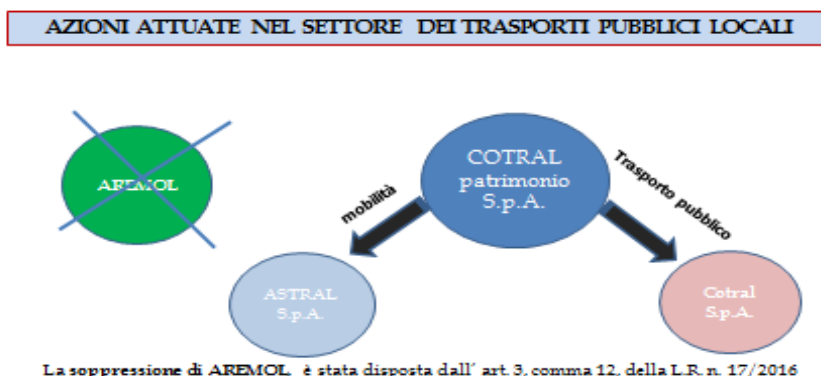 AZIONI ATTUATE NEL SETTORE DEI TRASPORTI PUBBLICI LOCALI
AREMOL
COTRAL
patrimonio
S.p.A.
mobilità
Trasporto pubblico
ASTRAL
S.p.A.
Cotral
S.p.A.
La soppressione di AREMOL è stata disposta dall' art. 3, comma 12, della L.R. n. 17/2016